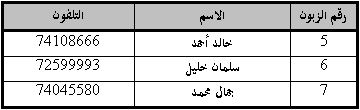 رقم الزبون الاسم التلفون
5 خالد أحمد 74108666
6 سلمان خليل 72599993
7 جمال محمد 74045580